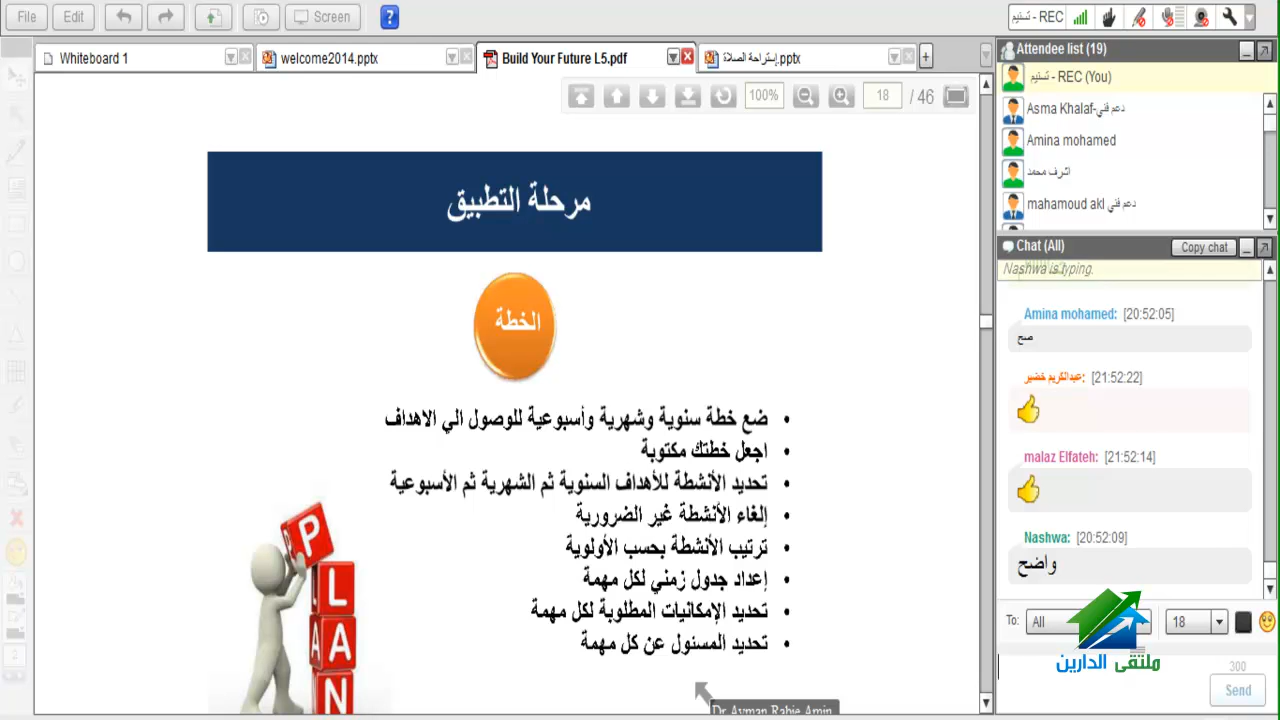 File
Edit
Screen
?
تسنيم - REC
Whiteboard 1
welcome2014.pptx
Build Your Future L5.pdf
إستراحة الصلاة.pptx
100%
18 / 46
مرحلة التطبيق
الخطة
• ضع خطة سنوية وشهرية وأسبوعية للوصول الي الاهداف
• اجعل خطتك مكتوبة
• تحديد الأنشطة للأهداف السنوية ثم الشهرية ثم الأسبوعية
• إلغاء الأنشطة غير الضرورية
• ترتيب الأنشطة بحسب الأولوية
• إعداد جدول زمني لكل مهمة
• تحديد الإمكانيات المطلوبة لكل مهمة
• تحديد المسئول عن كل مهمة
P
L
A A
N
Dr Ayman Rabie Amin
Attendee list (19)
تسنيم - REC (You)
Asma Khalaf-دعم فني
Amina mohamed
اشرف محمد
mahamoud akl دعم فني
Chat (All)
Copy chat
Nashwa is typing.
Amina mohamed: [20:52:05]
صح
عبدالكريم خضير: [21:52:22]
malaz Elfateh: [21:52:14]
Nashwa: [20:52:09]
واضح
To:
All
18
ملتقى الدارين
300
Send